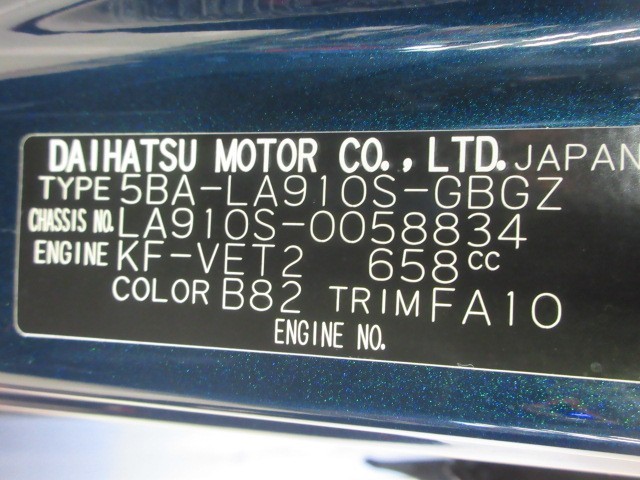 DAIHATSU MOTOR CO., LTD. JAPAN
TYPE 5BA-LA910S-GBGZ
CHASSIS NO. LA910S-0058834
ENGINE KF-VET2 658cc
COLOR B82 TRIM FA10
ENGINE NO.